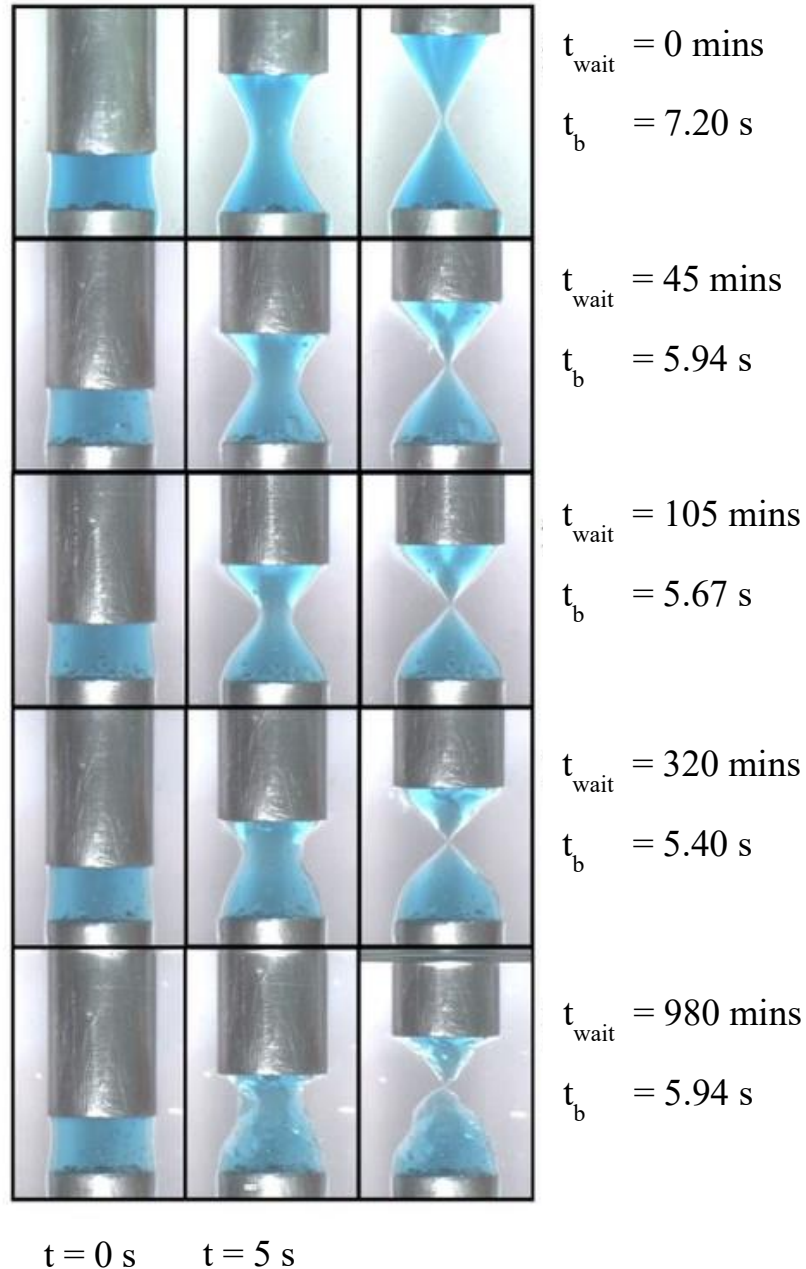 t_wait = 0 mins
t_b = 7.20 s
t_wait = 45 mins
t_b = 5.94 s
t_wait = 105 mins
t_b = 5.67 s
t_wait = 320 mins
t_b = 5.40 s
t_wait = 980 mins
t_b = 5.94 s
t = 0 s t = 5 s